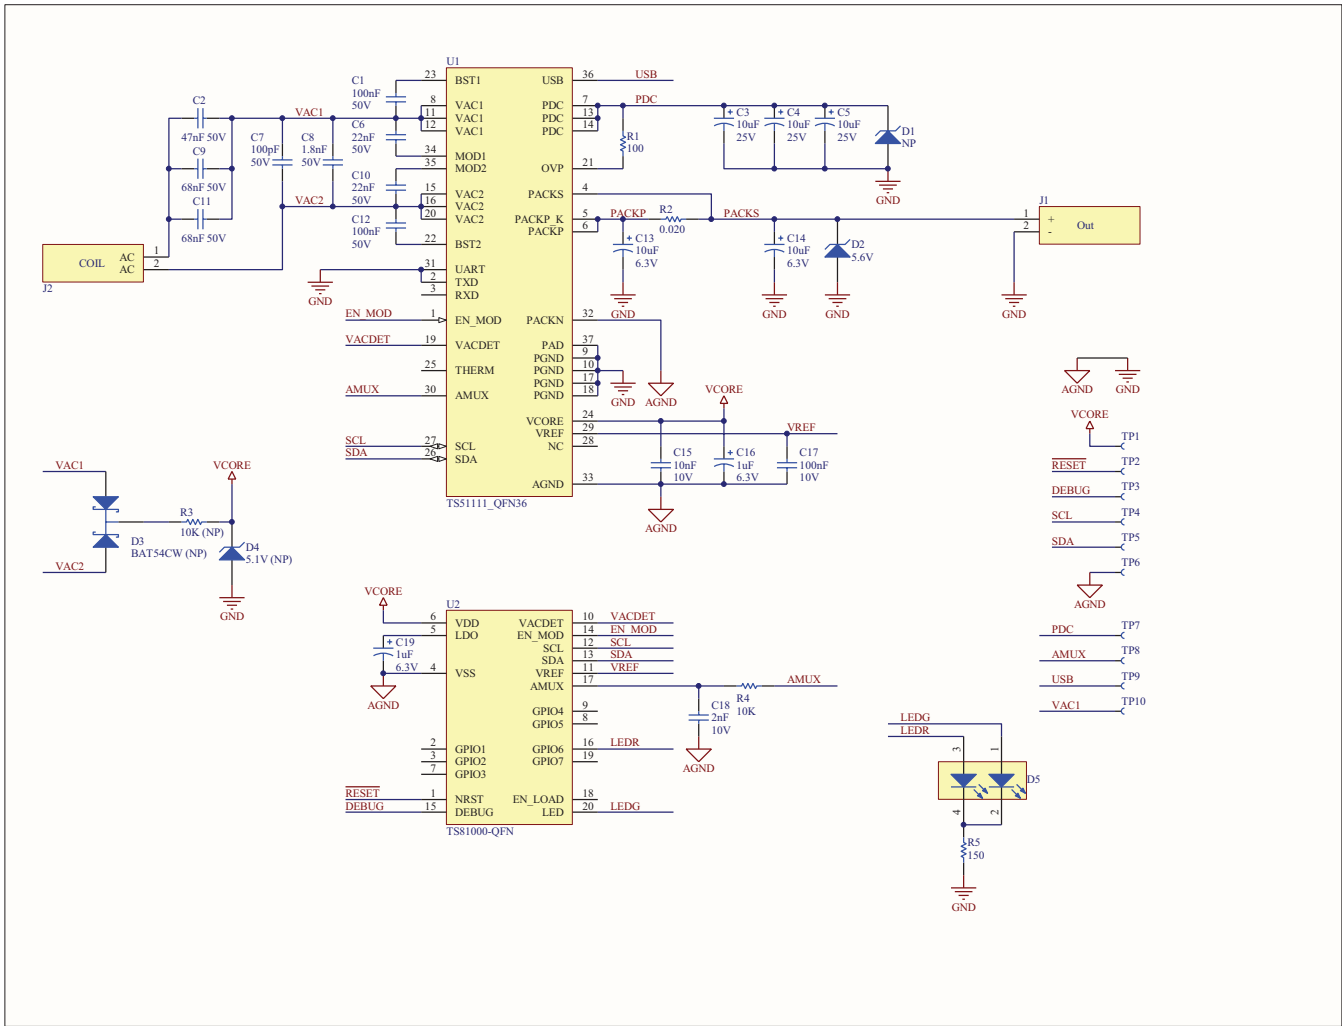 U1
23 BST1
USB 36 USB
C1
100nF
50V
C2
47nF 50V
VAC1
8 VAC1
11 VAC1
12 VAC1
PDC 7 PDC
PDC 13
PDC 14
C3
10uF
25V
C4
10uF
25V
C5
10uF
25V
D1
NP
R1
100
C7
100pF
50V
C8
1.8nF
50V
C6
22nF
50V
C9
68nF 50V
34 MOD1
35 MOD2
OVP 21
GND
C10
22nF
50V
15 VAC2
16 VAC2
20 VAC2
VAC2
PACKS 4
C11
68nF 50V
C12
100nF
50V
PACKP_K 5 PACKP
PACKP 6
R2
0.020
PACKS
J1
1 +
2 -
Out
22 BST2
C13
10uF
6.3V
C14
10uF
6.3V
D2
5.6V
COIL
AC 1
AC 2
J2
31 UART
2 TXD
3 RXD
GND
GND
GND
GND
GND
EN_MOD 1 EN_MOD
PACKN 32
VACDET 19 VACDET
PAD 37
PGND 9
PGND 10
PGND 17
PGND 18
25 THERM
AMUX 30 AMUX
GND
AGND
AGND
GND
VCORE
VCORE 24
VREF 29 VREF
NC 28
SCL 27 SCL
SDA 26 SDA
C15
10nF
10V
C16
1uF
6.3V
C17
100nF
10V
AGND 33
TS51111_QFN36
AGND
VCORE
TP1
RESET TP2
DEBUG TP3
SCL TP4
SDA TP5
TP6
AGND
VAC1
VCORE
R3
10K (NP)
D3
BAT54CW (NP)
D4
5.1V (NP)
VAC2
GND
VCORE
U2
6 VDD
5 LDO
4 VSS
C19
1uF
6.3V
AGND
VACDET 10 VACDET
EN_MOD 14 EN_MOD
SCL 12 SCL
SDA 13 SDA
VREF 11 VREF
AMUX 17
R4
10K
AMUX
C18
2nF
10V
AGND
GPIO4 9
GPIO5 8
2 GPIO1
3 GPIO2
7 GPIO3
GPIO6 16 LEDR
GPIO7 19
RESET 1 NRST
DEBUG 15 DEBUG
EN_LOAD 18
LED 20 LEDG
TS81000-QFN
PDC TP7
AMUX TP8
USB TP9
VAC1 TP10
LEDG
LEDR
3
1
D5
4
2
R5
150
GND